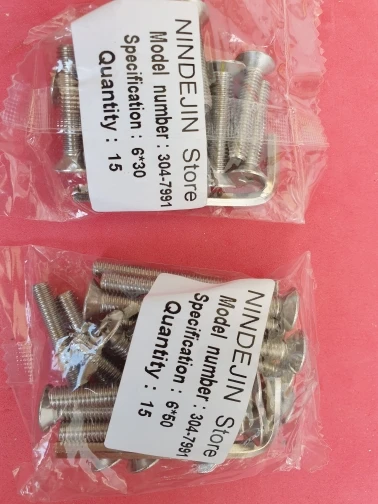 NINDEJIN Store
Model number : 304-7991
Specification : 6*30
Quantity : 15
NINDEJIN Store
Model number : 304-7991
Specification : 6*60
Quantity : 15